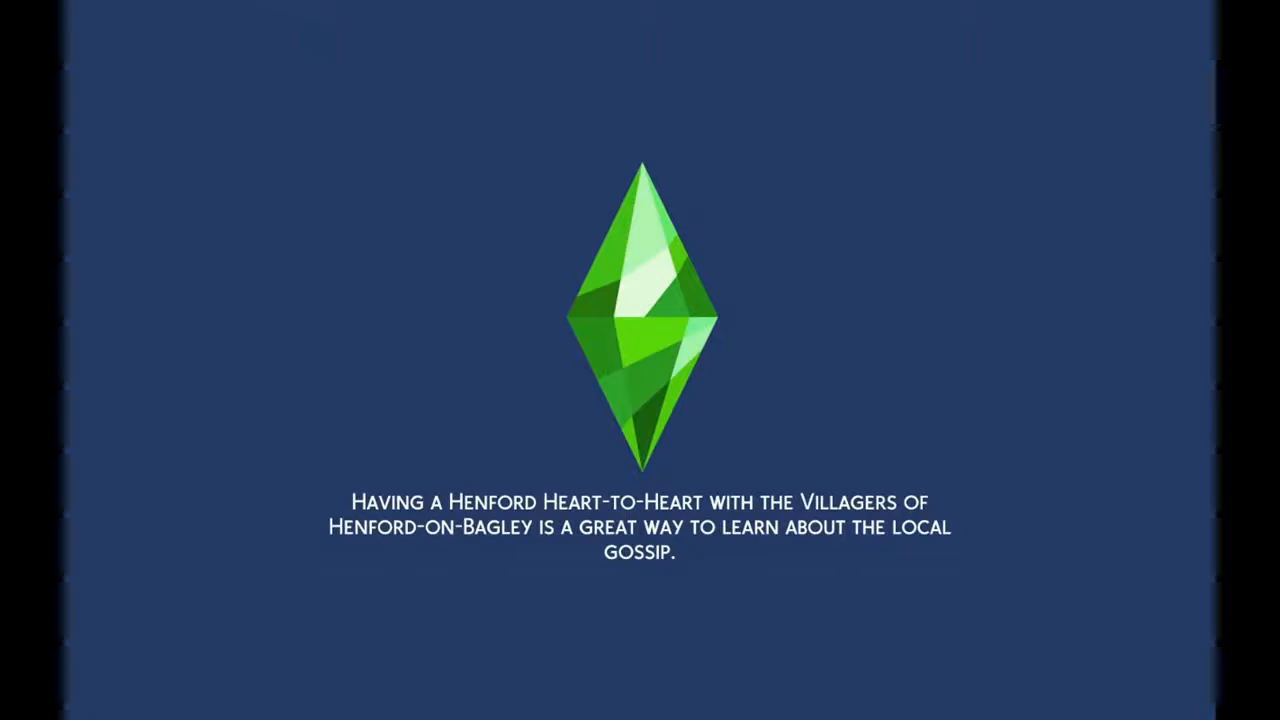 Having a Henford Heart-to-Heart with the Villagers of
Henford-on-Bagley is a great way to learn about the local
gossip.